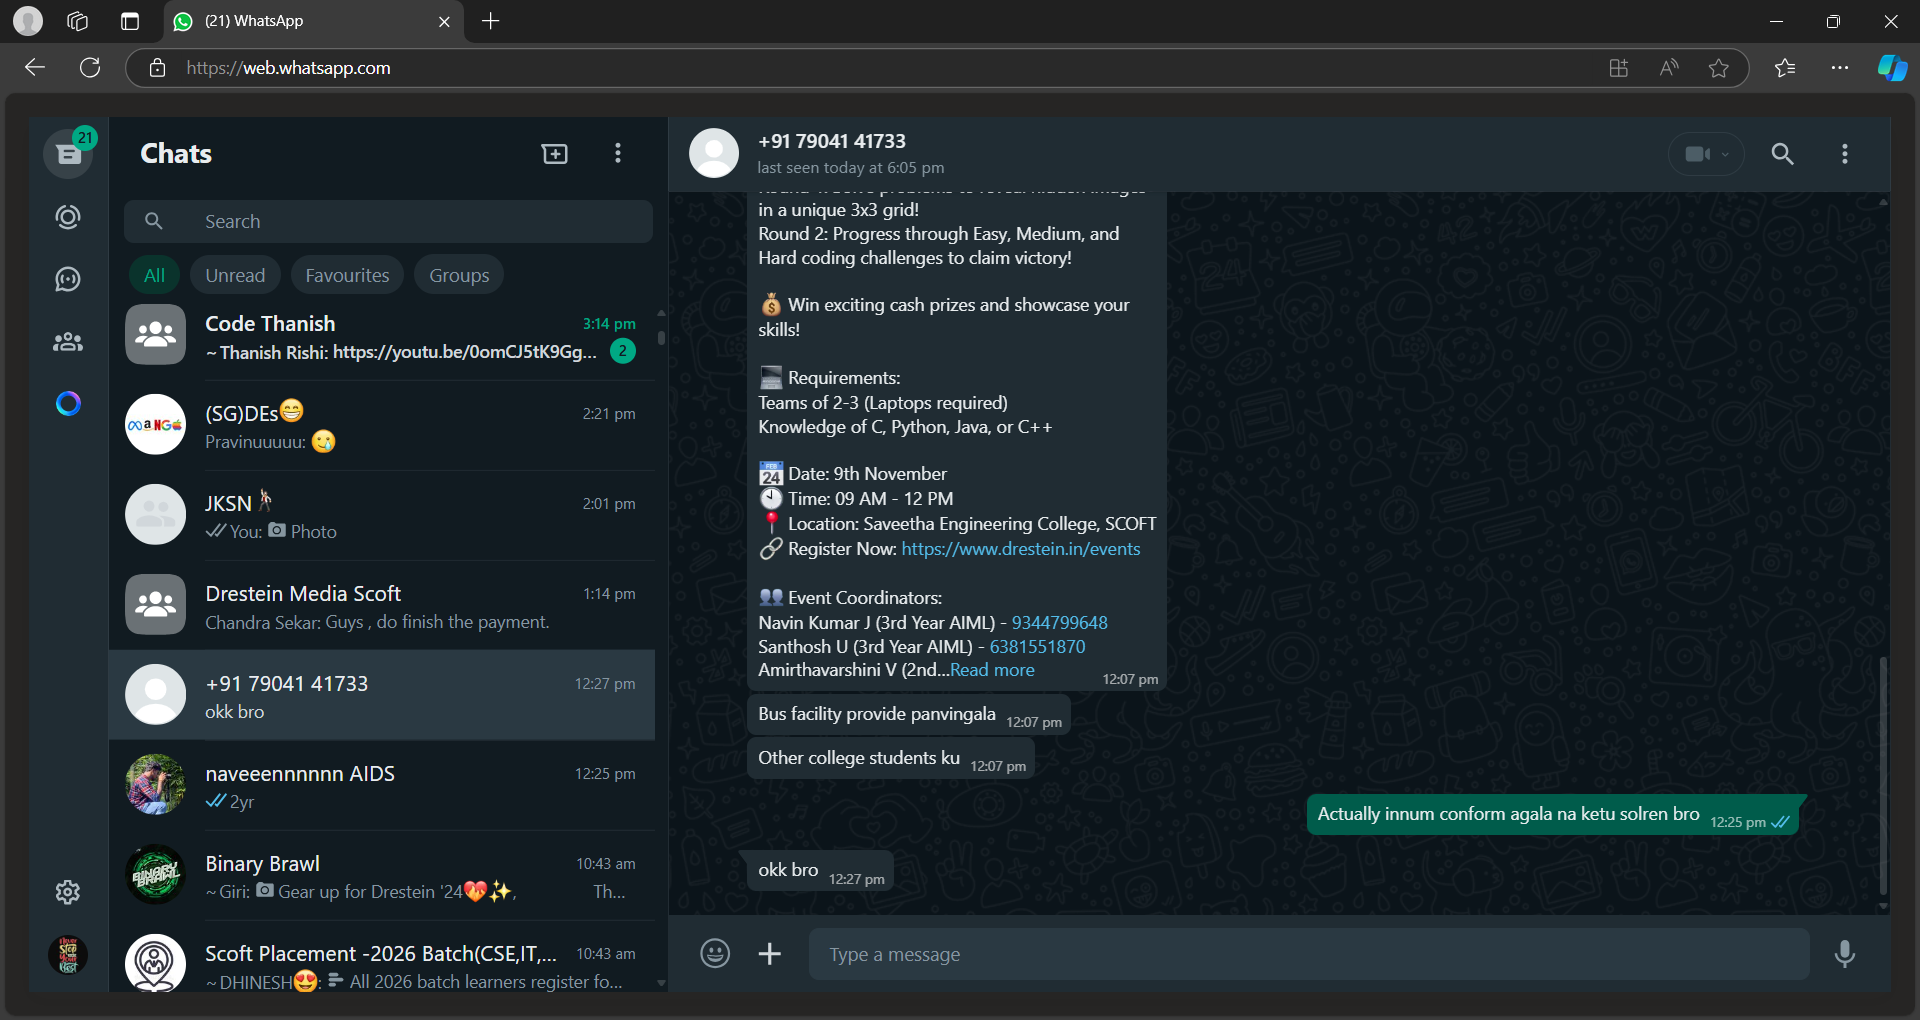 (21) WhatsApp
https://web.whatsapp.com
21
Chats
Search
All
Unread
Favourites
Groups
Code Thanish
3:14 pm
~ Thanish Rishi: https://youtu.be/0omCJ5tK9Gg...
2
(SG)DEs😁
2:21 pm
Pravinuuuuu: 🥲
JKSN🕺🏻
2:01 pm
You: Photo
Drestein Media Scoft
1:14 pm
Chandra Sekar: Guys , do finish the payment.
+91 79041 41733
12:27 pm
okk bro
naveeennnnnn AIDS
12:25 pm
2yr
Binary Brawl
10:43 am
~ Giri: Gear up for Drestein '24❤️‍🔥✨, Th...
Scoft Placement -2026 Batch(CSE,IT,...
10:43 am
~ DHINESH😍: All 2026 batch learners register fo...
+91 79041 41733
last seen today at 6:05 pm
in a unique 3x3 grid!
Round 2: Progress through Easy, Medium, and
Hard coding challenges to claim victory!
💰 Win exciting cash prizes and showcase your
skills!
💻 Requirements:
Teams of 2-3 (Laptops required)
Knowledge of C, Python, Java, or C++
📅 Date: 9th November
🕘 Time: 09 AM - 12 PM
📍 Location: Saveetha Engineering College, SCOFT
🔗 Register Now: https://www.drestein.in/events
👥 Event Coordinators:
Navin Kumar J (3rd Year AIML) - 9344799648
Santhosh U (3rd Year AIML) - 6381551870
Amirthavarshini V (2nd...Read more
12:07 pm
Bus facility provide panvingala 12:07 pm
Other college students ku 12:07 pm
Actually innum conform agala na ketu solren bro 12:25 pm
okk bro 12:27 pm
Type a message